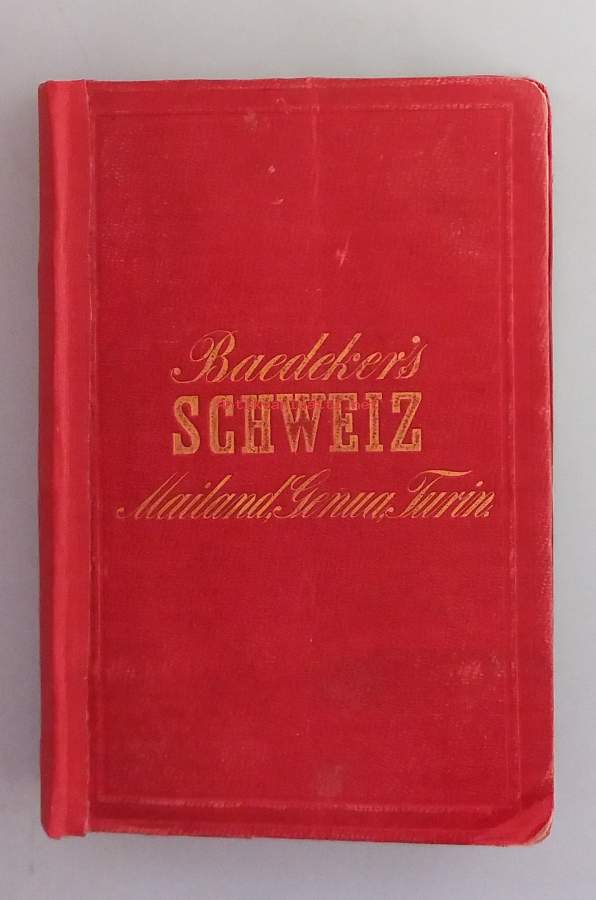 Baedeker's
SCHWEIZ
Mailand, Genua, Turin.